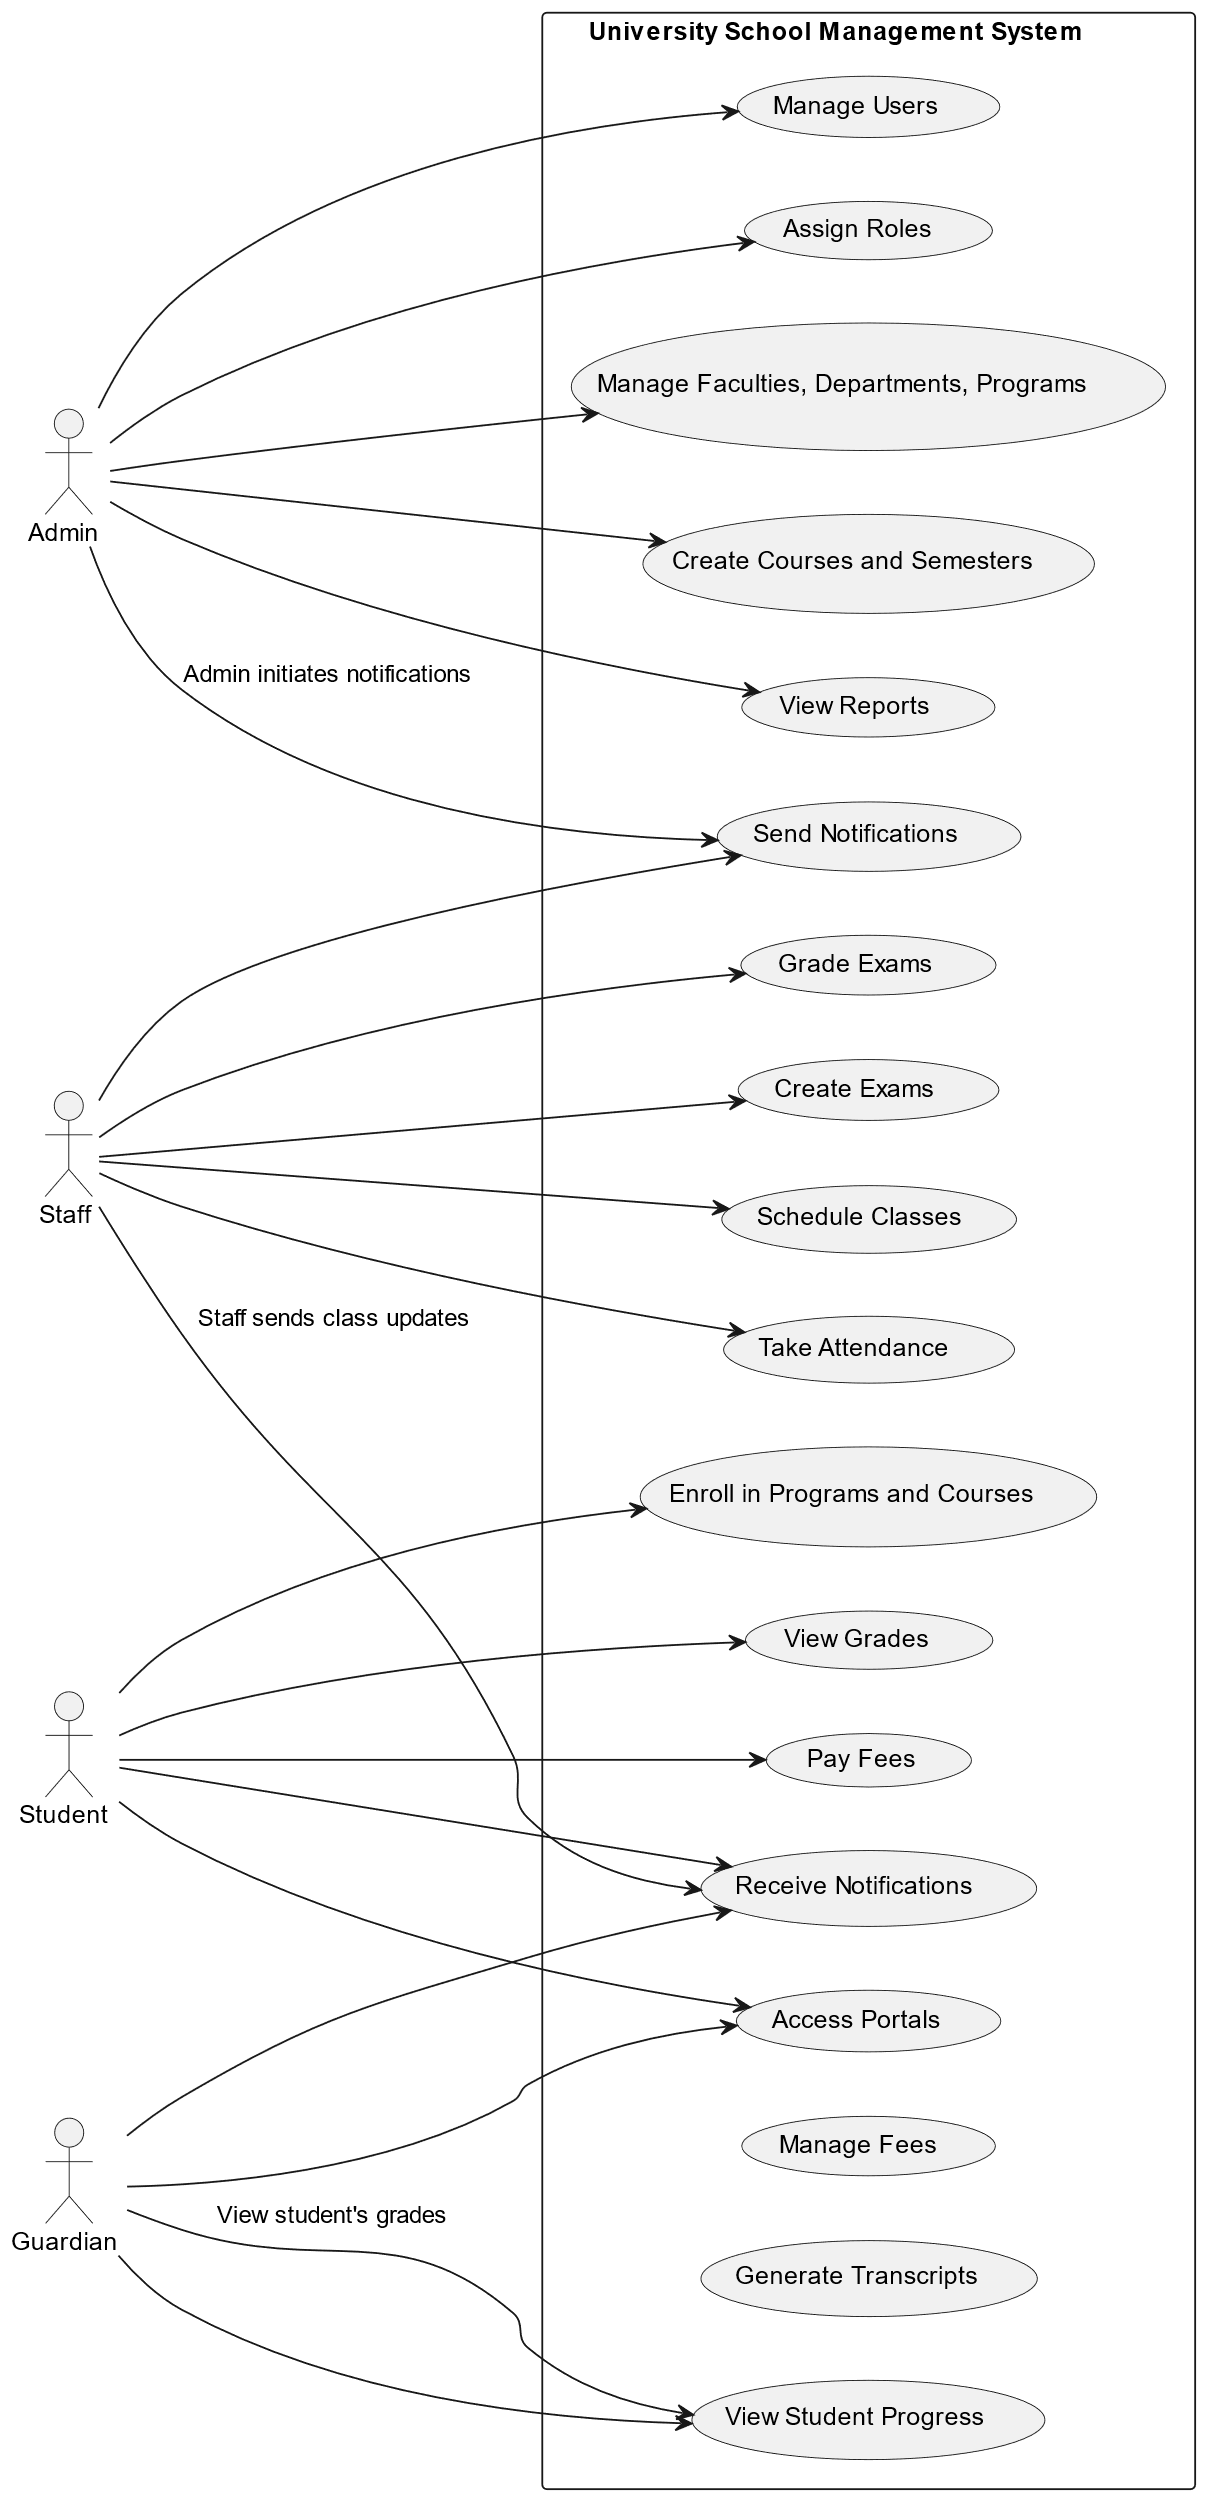 University School Management System
Manage Users
Assign Roles
Manage Faculties, Departments, Programs
Admin
Create Courses and Semesters
Admin initiates notifications
View Reports
Send Notifications
Grade Exams
Create Exams
Staff
Schedule Classes
Staff sends class updates
Take Attendance
Enroll in Programs and Courses
View Grades
Pay Fees
Student
Receive Notifications
Access Portals
Manage Fees
View student's grades
Guardian
Generate Transcripts
View Student Progress